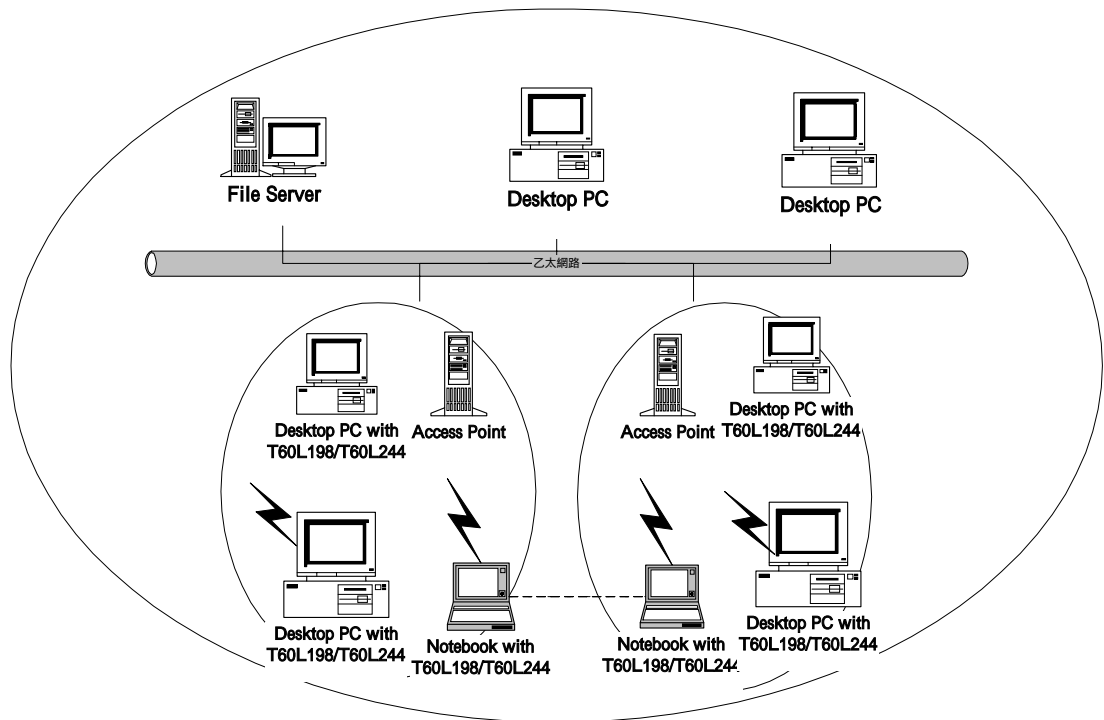 File Server
Desktop PC
Desktop PC
乙太網路
Desktop PC with
T60L198/T60L244
Access Point
Access Point
Desktop PC with
T60L198/T60L244
Desktop PC with
T60L198/T60L244
Notebook with
T60L198/T60L244
Notebook with
T60L198/T60L244
Desktop PC with
T60L198/T60L244